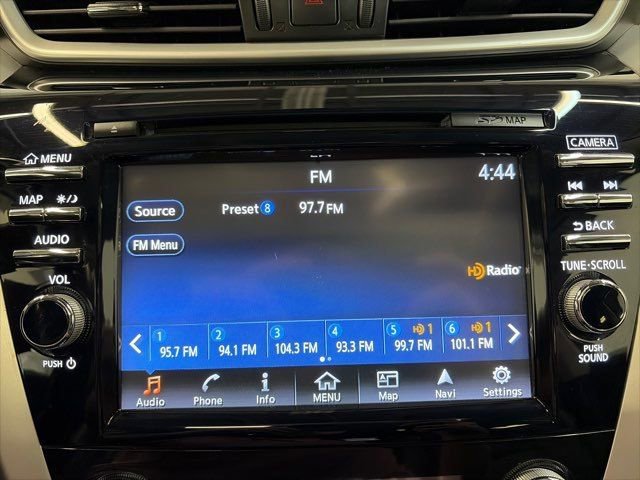 SD MAP
MENU
CAMERA
FM
4:44
MAP
Source
Preset 8 97.7 FM
BACK
AUDIO
FM Menu
HD Radio
TUNE·SCROLL
VOL
1 95.7 FM
2 94.1 FM
3 104.3 FM
4 93.3 FM
5 HD 1 99.7 FM
6 HD 1 101.1 FM
PUSH
PUSH SOUND
Audio
Phone
Info
MENU
Map
Navi
Settings